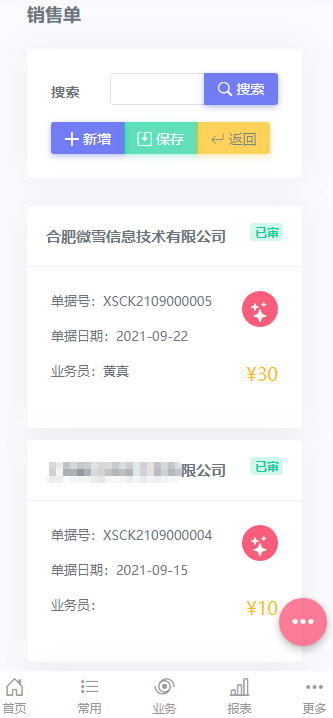 销售单
搜索 搜索
新增 保存 返回
合肥微雪信息技术有限公司 已审
单据号：XSCK2109000005
单据日期：2021-09-22
业务员：黄真 ¥30
限公司 已审
单据号：XSCK2109000004
单据日期：2021-09-15
业务员： ¥10
首页 常用 业务 报表 更多